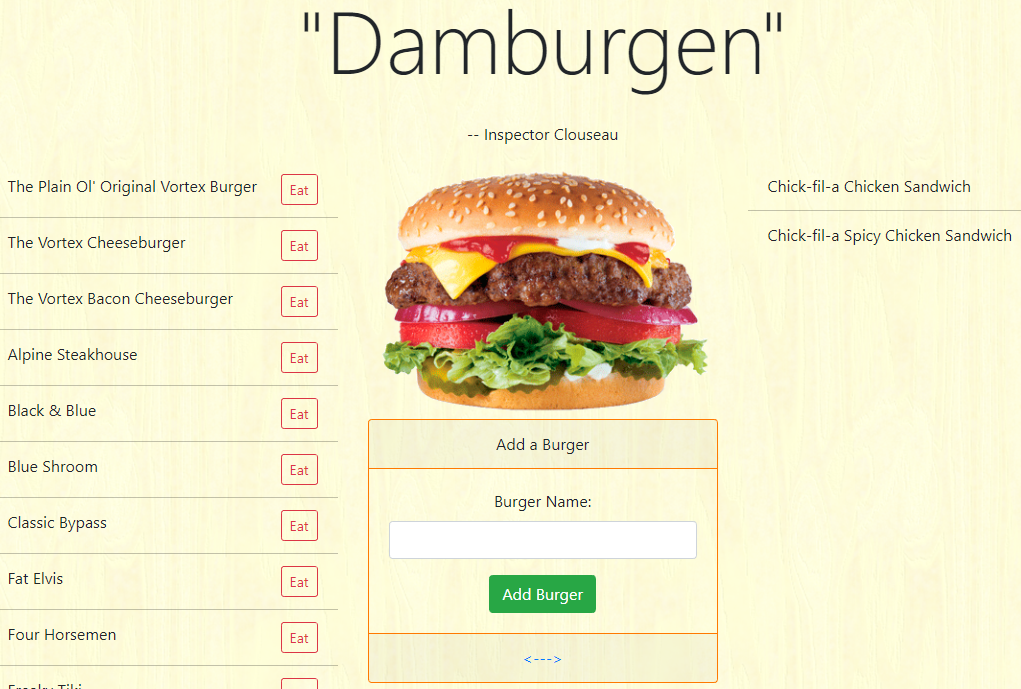 "Damburgen"
-- Inspector Clouseau
The Plain Ol' Original Vortex Burger Eat
The Vortex Cheeseburger Eat
The Vortex Bacon Cheeseburger Eat
Alpine Steakhouse Eat
Black & Blue Eat
Blue Shroom Eat
Classic Bypass Eat
Fat Elvis Eat
Four Horsemen Eat
Freaky Tiki
Add a Burger
Burger Name:
Add Burger
<--->
Chick-fil-a Chicken Sandwich
Chick-fil-a Spicy Chicken Sandwich